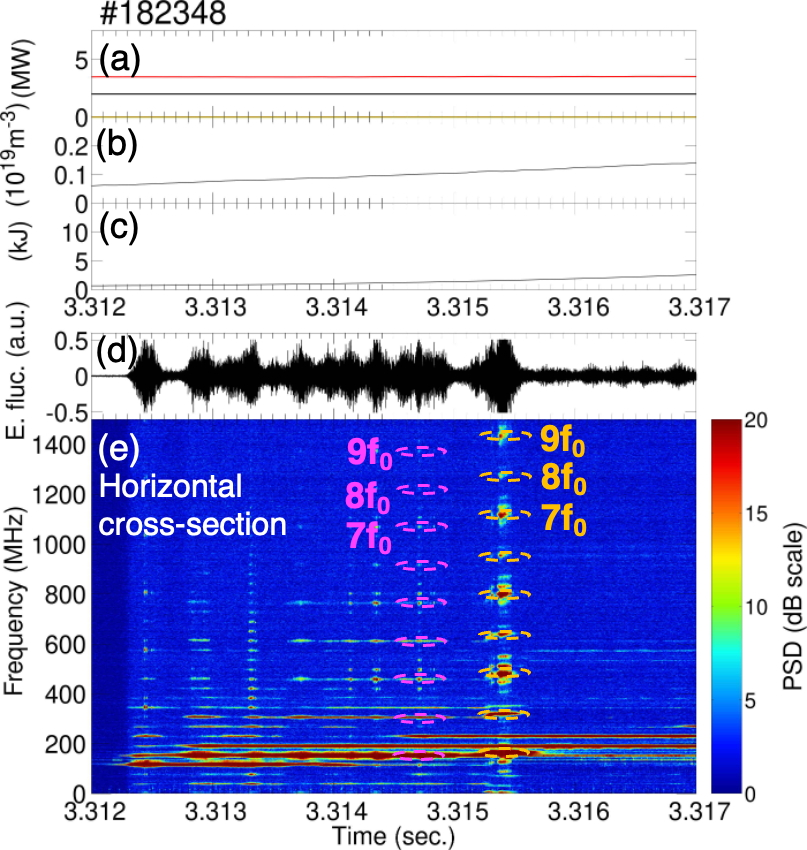 #182348
(a)
(MW)
5
0
(b)
(10^19m^-3)
0.2
0.1
0
(c)
(kJ)
10
5
0
3.312 3.313 3.314 3.315 3.316 3.317
(d)
E. fluc. (a.u.)
0.5
0
-0.5
(e)
Horizontal
cross-section
9f₀
8f₀
7f₀
9f₀
8f₀
7f₀
Frequency (MHz)
1400
1200
1000
800
600
400
200
0
3.312 3.313 3.314 3.315 3.316 3.317
Time (sec.)
20
15
10
5
0
PSD (dB scale)